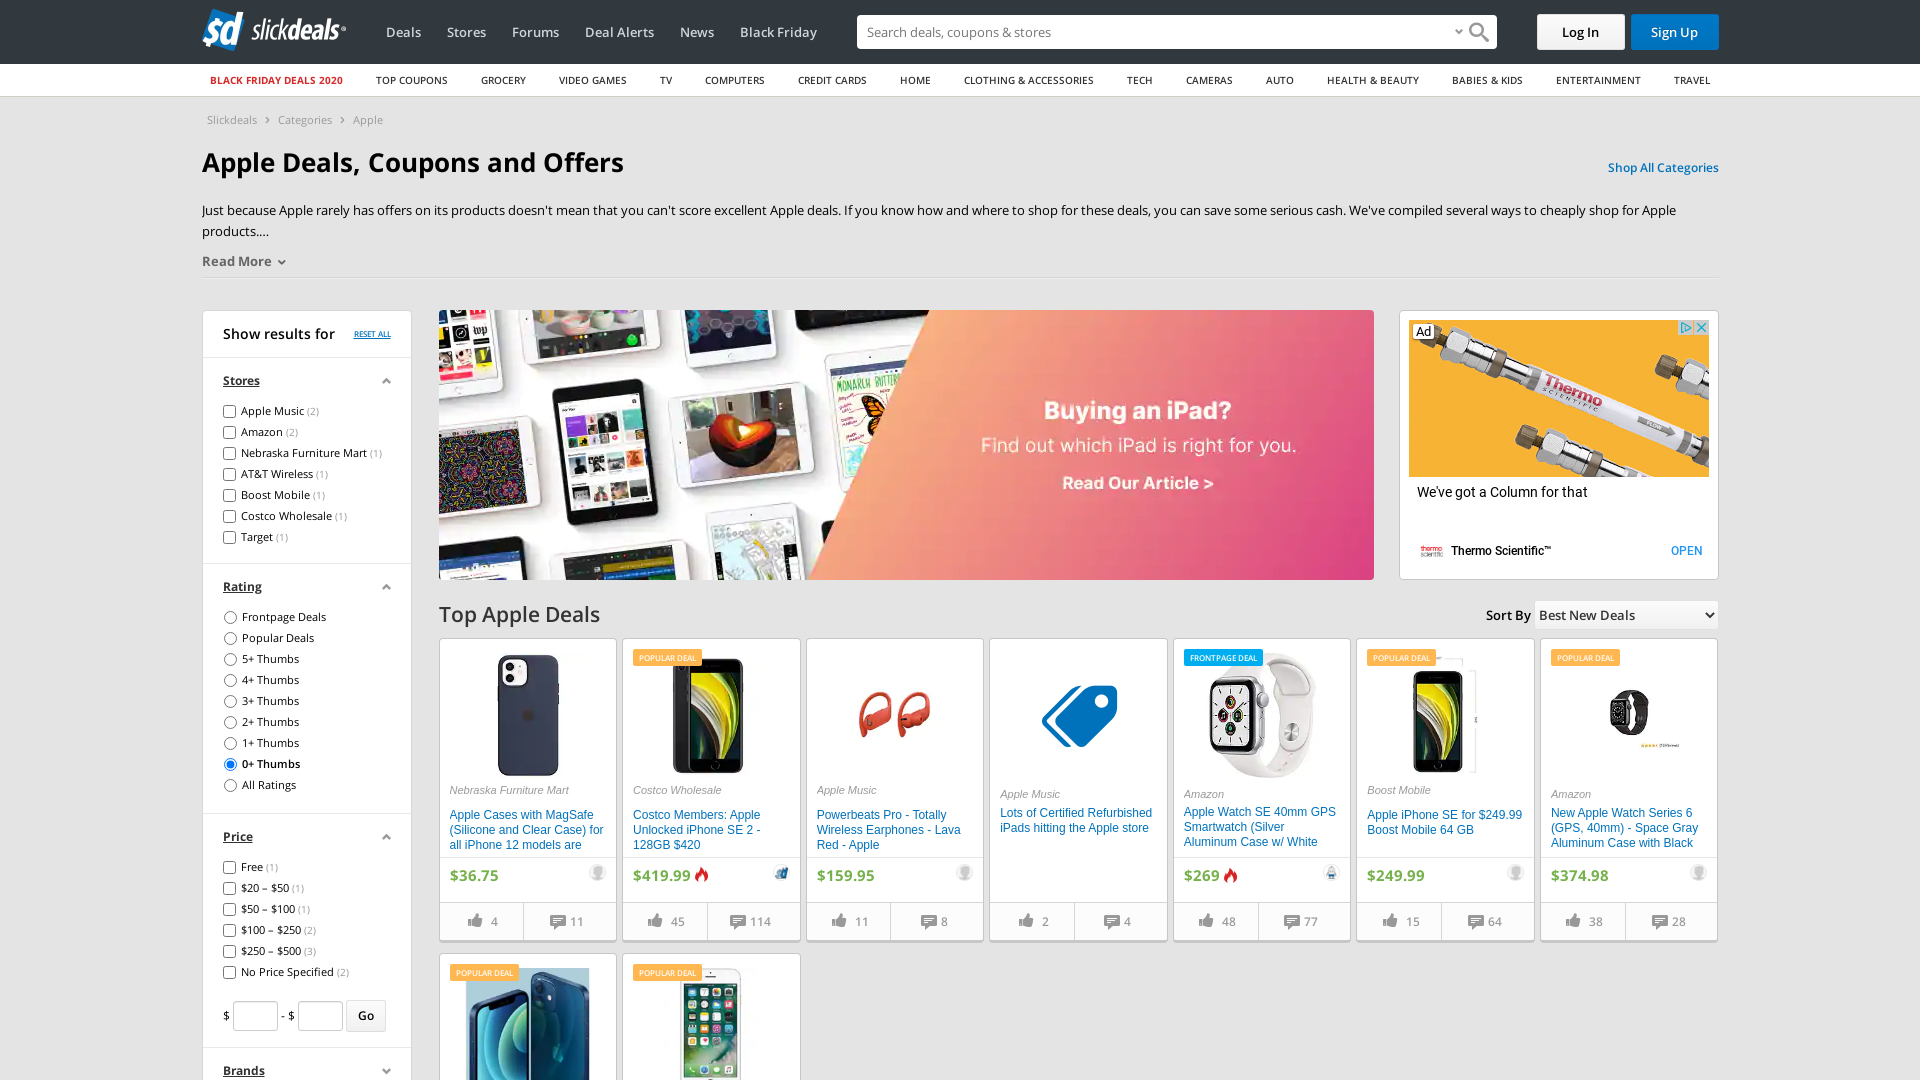 slickdeals
Deals
Stores
Forums
Deal Alerts
News
Black Friday
Search deals, coupons & stores
Log In
Sign Up
BLACK FRIDAY DEALS 2020
TOP COUPONS
GROCERY
VIDEO GAMES
TV
COMPUTERS
CREDIT CARDS
HOME
CLOTHING & ACCESSORIES
TECH
CAMERAS
AUTO
HEALTH & BEAUTY
BABIES & KIDS
ENTERTAINMENT
TRAVEL
Slickdeals › Categories › Apple
Apple Deals, Coupons and Offers
Shop All Categories
Just because Apple rarely has offers on its products doesn't mean that you can't score excellent Apple deals. If you know how and where to shop for these deals, you can save some serious cash. We've compiled several ways to cheaply shop for Apple
products....
Read More
Show results for
RESET ALL
Stores
Apple Music (2)
Amazon (2)
Nebraska Furniture Mart (1)
AT&T Wireless (1)
Boost Mobile (1)
Costco Wholesale (1)
Target (1)
Rating
Frontpage Deals
Popular Deals
5+ Thumbs
4+ Thumbs
3+ Thumbs
2+ Thumbs
1+ Thumbs
0+ Thumbs
All Ratings
Price
Free (1)
$20 – $50 (1)
$50 – $100 (1)
$100 – $250 (2)
$250 – $500 (3)
No Price Specified (2)
$ - $ Go
Brands
MONARCH BUTTER
Buying an iPad?
Find out which iPad is right for you.
Read Our Article >
Ad
Thermo
SCIENTIFIC
FLOW
We've got a Column for that
thermo
scientific
Thermo Scientific™
OPEN
Top Apple Deals
Sort By Best New Deals
Nebraska Furniture Mart
Apple Cases with MagSafe
(Silicone and Clear Case) for
all iPhone 12 models are
$36.75
4
11
POPULAR DEAL
Costco Wholesale
Costco Members: Apple
Unlocked iPhone SE 2 -
128GB $420
$419.99
45
114
Apple Music
Powerbeats Pro - Totally
Wireless Earphones - Lava
Red - Apple
$159.95
11
8
Apple Music
Lots of Certified Refurbished
iPads hitting the Apple store
2
4
FRONTPAGE DEAL
Amazon
Apple Watch SE 40mm GPS
Smartwatch (Silver
Aluminum Case w/ White
$269
48
77
POPULAR DEAL
Boost Mobile
Apple iPhone SE for $249.99
Boost Mobile 64 GB
$249.99
15
64
POPULAR DEAL
Amazon
New Apple Watch Series 6
(GPS, 40mm) - Space Gray
Aluminum Case with Black
$374.98
38
28
POPULAR DEAL
POPULAR DEAL